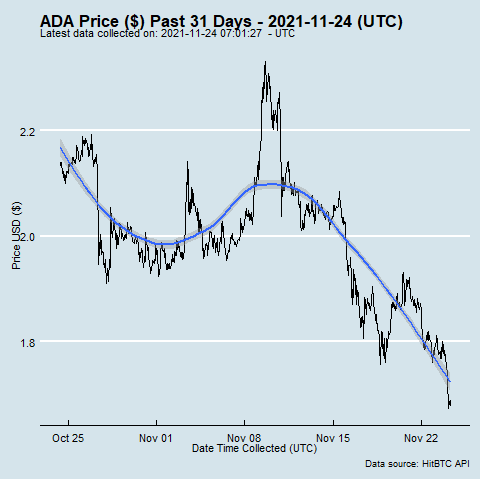 ADA Price ($) Past 31 Days - 2021-11-24 (UTC)
Latest data collected on: 2021-11-24 07:01:27  - UTC
2.2
2.0
1.8
Price USD ($)
Oct 25
Nov 01
Nov 08
Nov 15
Nov 22
Date Time Collected (UTC)
Data source: HitBTC API